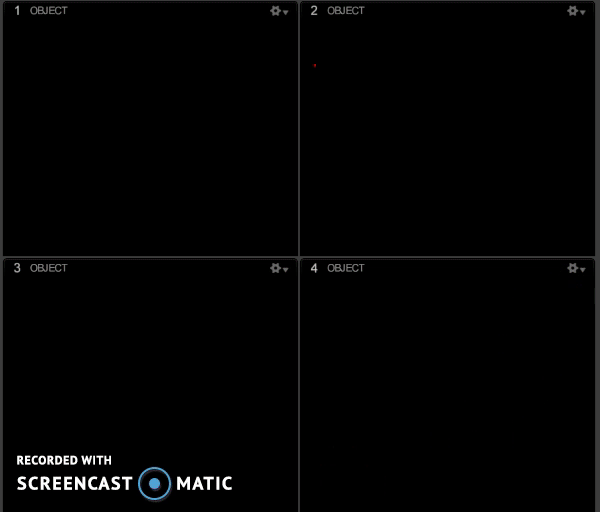 1 OBJECT
2 OBJECT
3 OBJECT
4 OBJECT
RECORDED WITH
SCREENCAST MATIC